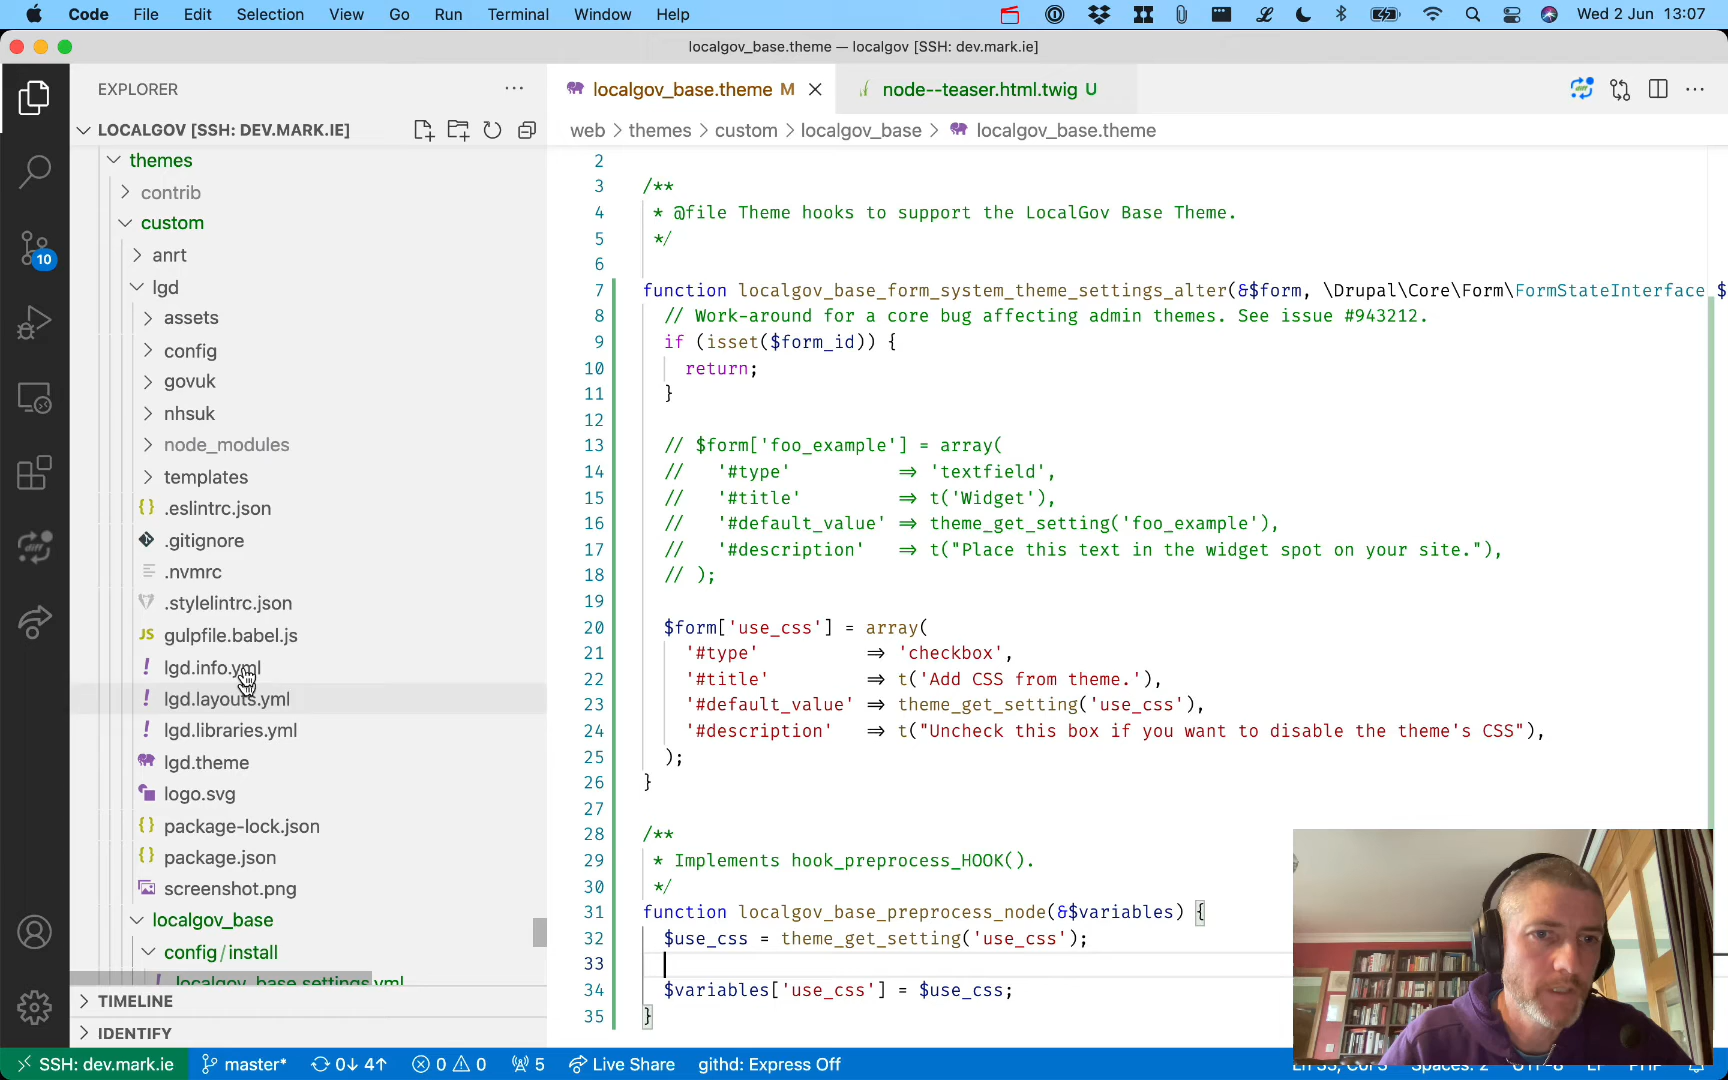 Code File Edit Selection View Go Run Terminal Window Help Wed 2 Jun 13:07
localgov_base.theme — localgov [SSH: dev.mark.ie]
EXPLORER
LOCALGOV [SSH: DEV.MARK.IE]
themes
contrib
custom
anrt
lgd
assets
config
govuk
nhsuk
node_modules
templates
.eslintrc.json
.gitignore
.nvmrc
.stylelintrc.json
JS gulpfile.babel.js
lgd.info.yml
lgd.layouts.yml
lgd.libraries.yml
lgd.theme
logo.svg
package-lock.json
package.json
screenshot.png
localgov_base
config/install
localgov_base.settings.yml
TIMELINE
IDENTIFY
10
localgov_base.theme M
node--teaser.html.twig U
web > themes > custom > localgov_base > localgov_base.theme
2
3 /**
4 * @file Theme hooks to support the LocalGov Base Theme.
5 */
6
7 function localgov_base_form_system_theme_settings_alter(&$form, \Drupal\Core\Form\FormStateInterface $
8 // Work-around for a core bug affecting admin themes. See issue #943212.
9 if (isset($form_id)) {
10 return;
11 }
12
13 // $form['foo_example'] = array(
14 // '#type' => 'textfield',
15 // '#title' => t('Widget'),
16 // '#default_value' => theme_get_setting('foo_example'),
17 // '#description' => t("Place this text in the widget spot on your site."),
18 // );
19
20 $form['use_css'] = array(
21 '#type' => 'checkbox',
22 '#title' => t('Add CSS from theme.'),
23 '#default_value' => theme_get_setting('use_css'),
24 '#description' => t("Uncheck this box if you want to disable the theme's CSS"),
25 );
26 }
27
28 /**
29 * Implements hook_preprocess_HOOK().
30 */
31 function localgov_base_preprocess_node(&$variables) {
32 $use_css = theme_get_setting('use_css');
33
34 $variables['use_css'] = $use_css;
35 }
SSH: dev.mark.ie master* 0↓ 4↑ 0 0 5 Live Share githd: Express Off